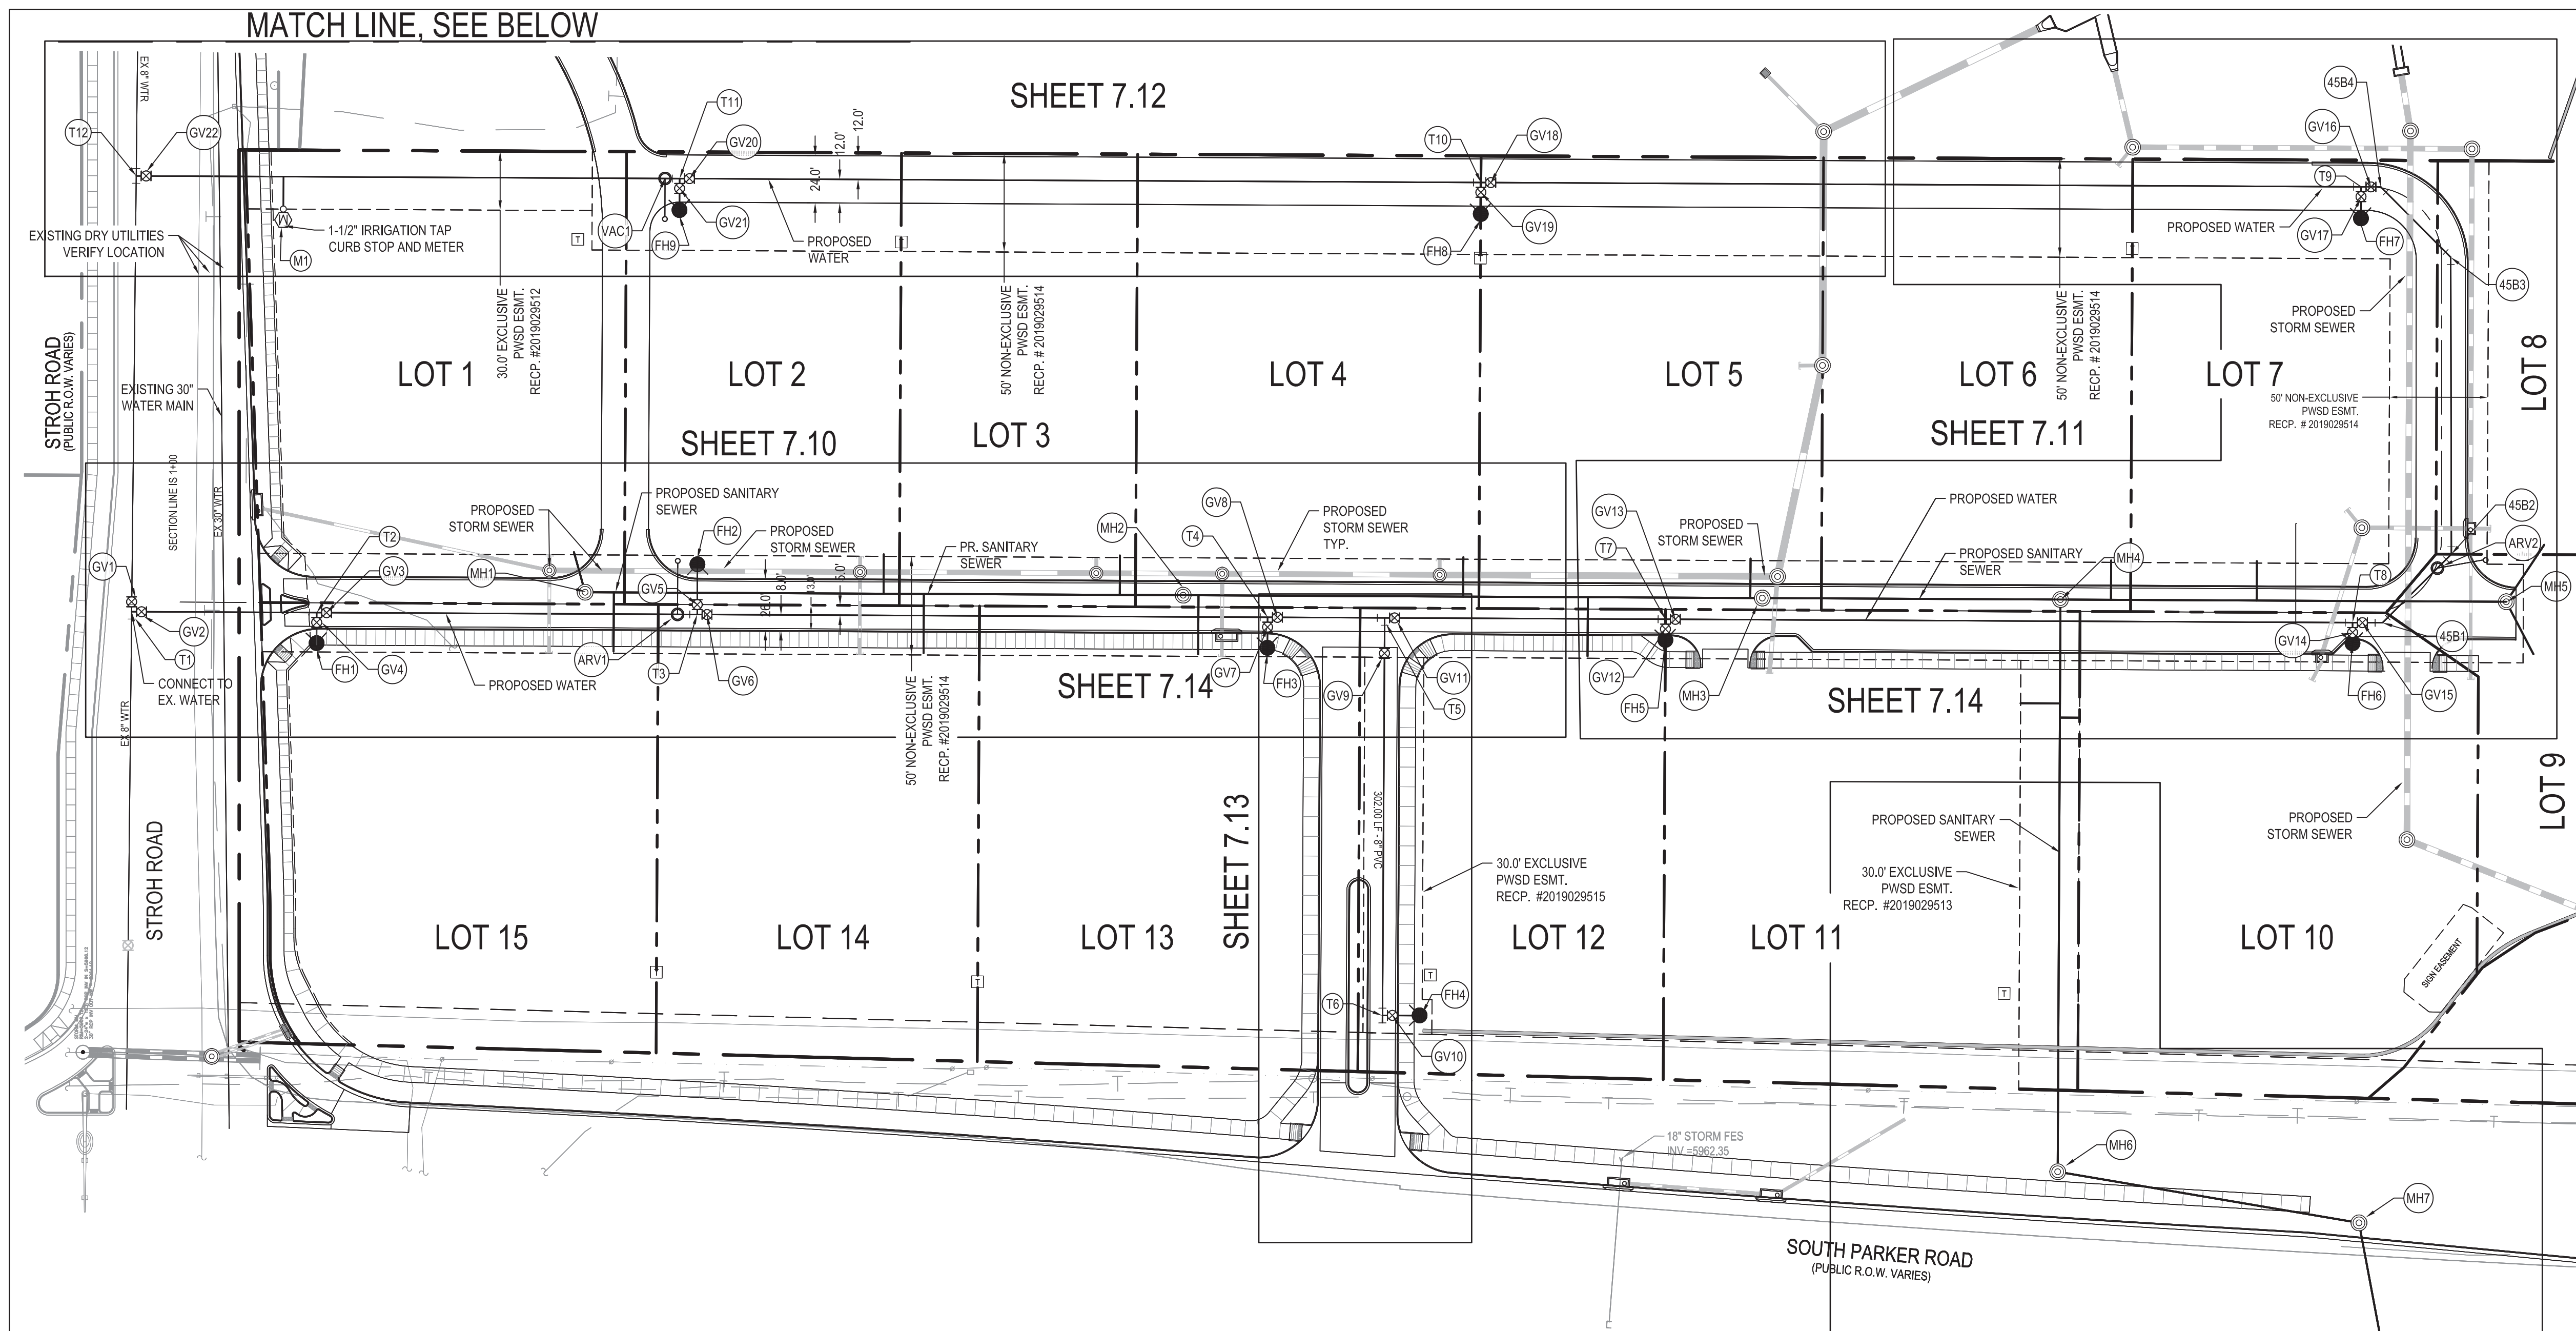 MATCH LINE, SEE BELOW
EX 8" WTR
SHEET 7.12
T12
GV22
T11
GV20
12.0'
12.0'
24.0'
T10
GV18
45B4
GV16
T9
VAC1
FH9
GV21
PROPOSED
WATER
FH8
GV19
PROPOSED WATER
GV17
FH7
45B3
EXISTING DRY UTILITIES
VERIFY LOCATION
1-1/2" IRRIGATION TAP
CURB STOP AND METER
M
M1
T
T
T
T
30.0' EXCLUSIVE
PWSD ESMT.
RECP. #2019029512
50' NON-EXCLUSIVE
PWSD ESMT.
RECP. # 2019029514
50' NON-EXCLUSIVE
PWSD ESMT.
RECP. # 2019029514
PROPOSED
STORM SEWER
STROH ROAD
(PUBLIC R.O.W. VARIES)
EXISTING 30"
WATER MAIN
LOT 1
LOT 2
LOT 3
LOT 4
LOT 5
LOT 6
LOT 7
LOT 8
50' NON-EXCLUSIVE
PWSD ESMT.
RECP. # 2019029514
SHEET 7.10
SHEET 7.11
SECTION LINE IS 1+00
EX 30" WTR
PROPOSED
STORM SEWER
PROPOSED SANITARY
SEWER
FH2
PROPOSED
STORM SEWER
PR. SANITARY
SEWER
MH2
T4
GV8
PROPOSED
STORM SEWER
TYP.
GV13
T7
PROPOSED
STORM SEWER
PROPOSED WATER
PROPOSED SANITARY
SEWER
MH4
45B2
ARV2
T8
MH5
GV1
T2
GV3
MH1
GV5
26.0'
8.0'
13.0'
5.0'
GV2
T1
CONNECT TO
EX. WATER
FH1
GV4
PROPOSED WATER
ARV1
T3
GV6
50' NON-EXCLUSIVE
PWSD ESMT.
RECP. #2019029514
SHEET 7.14
GV7
FH3
GV9
GV11
T5
GV12
FH5
MH3
SHEET 7.14
GV14
45B1
FH6
GV15
EX 8" WTR
STROH ROAD
SHEET 7.13
302.00 LF - 8" PVC
30.0' EXCLUSIVE
PWSD ESMT.
RECP. #2019029515
PROPOSED SANITARY
SEWER
30.0' EXCLUSIVE
PWSD ESMT.
RECP. #2019029513
PROPOSED
STORM SEWER
LOT 9
LOT 15
LOT 14
LOT 13
LOT 12
LOT 11
LOT 10
SIGN EASEMENT
T
T
T
T
T6
FH4
GV10
18" STORM FES
INV =5962.35
MH6
MH7
SOUTH PARKER ROAD
(PUBLIC R.O.W. VARIES)